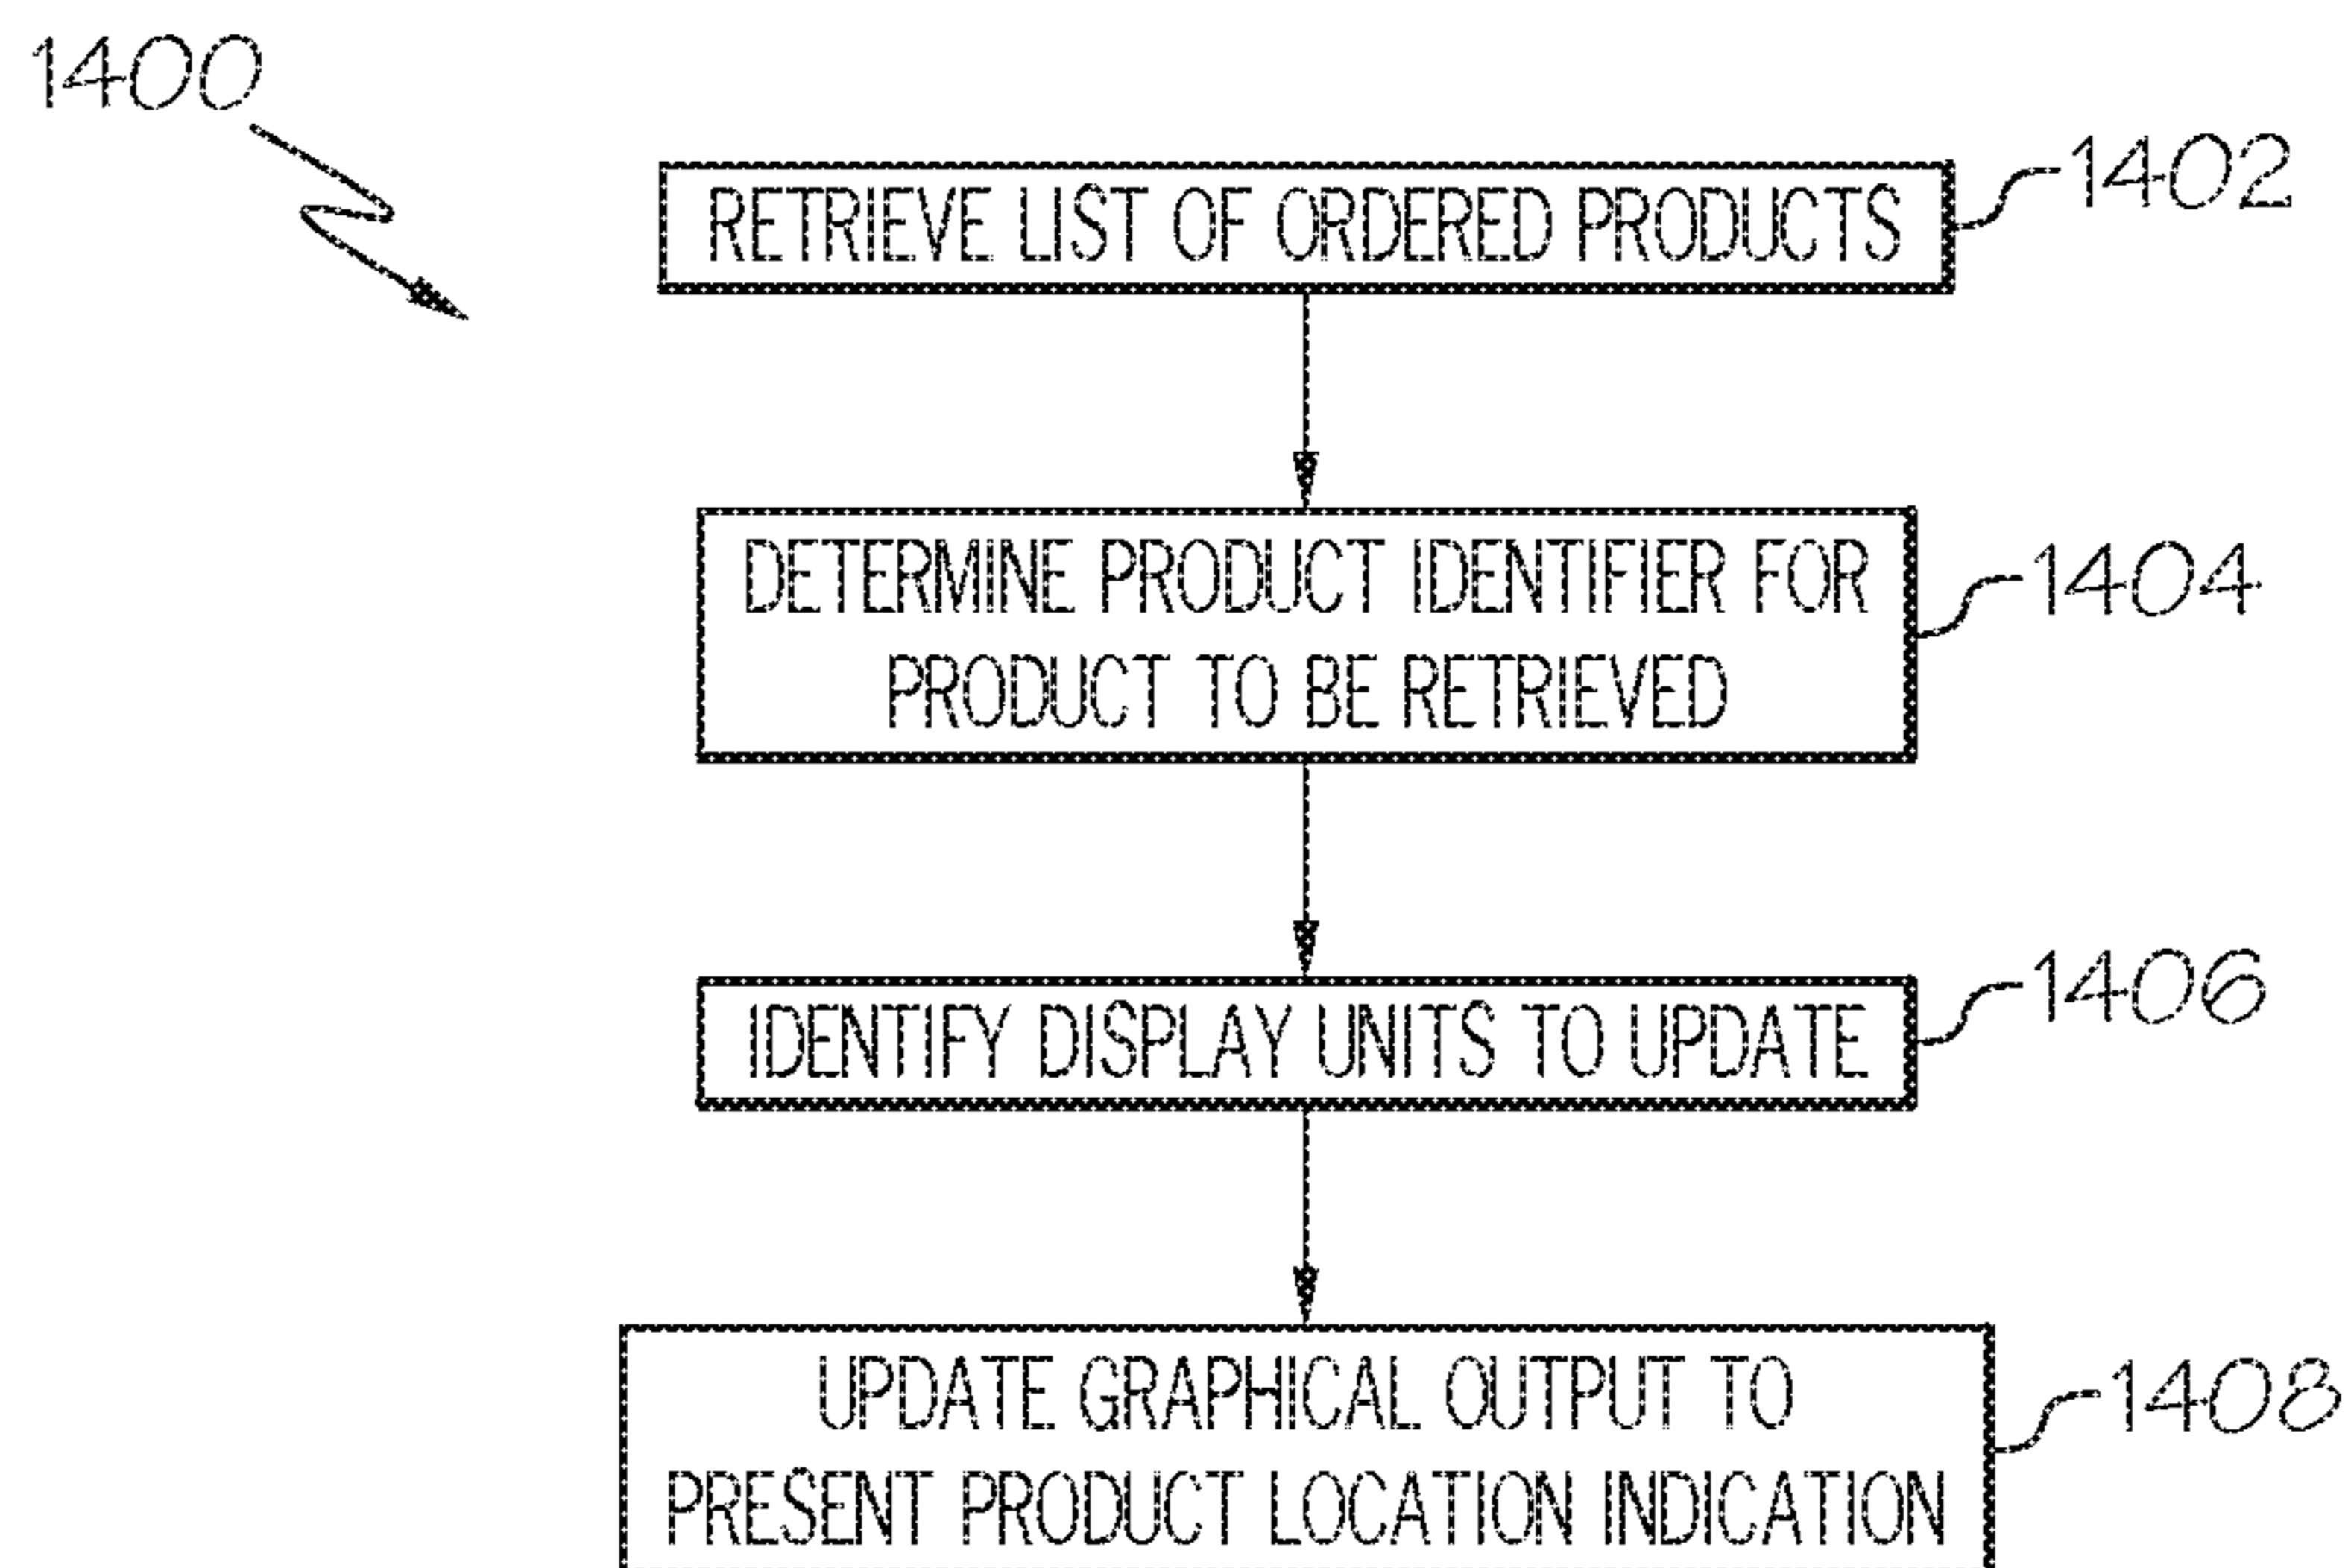 1400
RETRIEVE LIST OF ORDERED PRODUCTS
1402
DETERMINE PRODUCT IDENTIFIER FOR
PRODUCT TO BE RETRIEVED
1404
IDENTIFY DISPLAY UNITS TO UPDATE
1406
UPDATE GRAPHICAL OUTPUT TO
PRESENT PRODUCT LOCATION INDICATION
1408